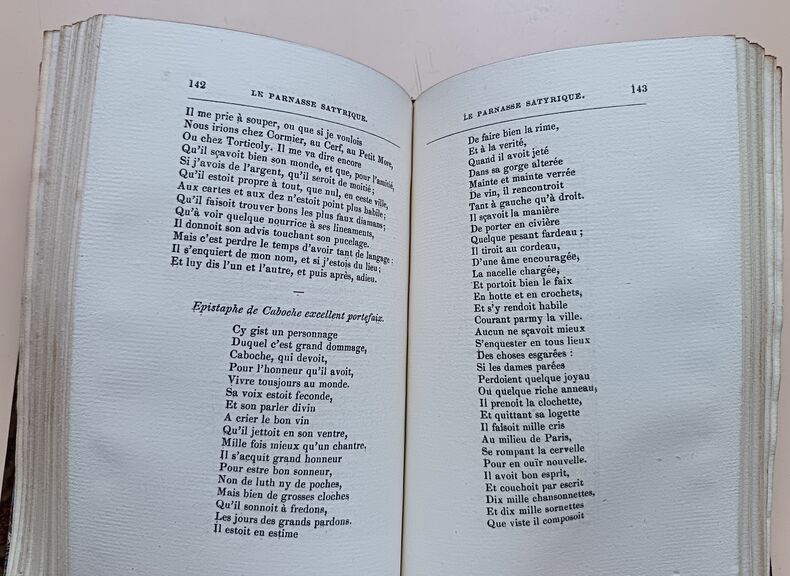 142
LE PARNASSE SATYRIQUE.
Il me prie à souper, ou que si je voulois
Nous irions chez Cormier, au Cerf, au Petit More,
Ou chez Torticoly. Il me va dire encore
Qu'il sçavoit bien son monde, et que, pour l'amitié,
Si j'avois de l'argent, qu'il seroit de moitié;
Qu'il estoit propre à tout, que nul, en ceste ville,
Aux cartes et aux dez n'estoit point plus habile;
Qu'il faisoit trouver bons les plus faux diamans;
Qu'à voir quelque nourrice à ses lineaments,
Il donnoit son advis touchant son pucelage.
Mais c'est perdre le temps d'avoir tant de langage:
Il s'enquiert de mon nom, et si j'estois du lieu;
Et luy dis l'un et l'autre, et puis après, adieu.
—
Epistaphe de Caboche excellent portefaix.
Cy gist un personnage
Duquel c'est grand dommage,
Caboche, qui devoit,
Pour l'honneur qu'il avoit,
Vivre tousjours au monde.
Sa voix estoit feconde,
Et son parler divin
A crier le bon vin
Qu'il jettoit en son ventre,
Mille fois mieux qu'un chantre.
Il s'acquit grand honneur
Pour estre bon sonneur,
Non de luth ny de poches,
Mais bien de grosses cloches
Qu'il sonnoit à fredons,
Les jours des grands pardons.
Il estoit en estime
LE PARNASSE SATYRIQUE.
143
De faire bien la rime,
Et à la verité,
Quand il avoit jeté
Dans sa gorge alterée
Mainte et mainte verrée
De vin, il rencontroit
Tant à gauche qu'à droit.
Il sçavoit la manière
De porter en civière
Quelque pesant fardeau;
Il tiroit au cordeau,
D'une âme encouragée,
La nacelle chargée,
Et portoit bien le faix
En hotte et en crochets,
Et s'y rendoit habile
Courant parmy la ville.
Aucun ne sçavoit mieux
S'enquester en tous lieux
Des choses esgarées:
Si les dames parées
Perdoient quelque joyau
Ou quelque riche anneau,
Il prenoit la clochette,
Et quittant sa logette
Il faisoit mille cris
Au milieu de Paris,
Se rompant la cervelle
Pour en ouïr nouvelle.
Il avoit bon esprit,
Et couchoit par escrit
Dix mille chansonnettes,
Et dix mille sornettes
Que viste il composoit